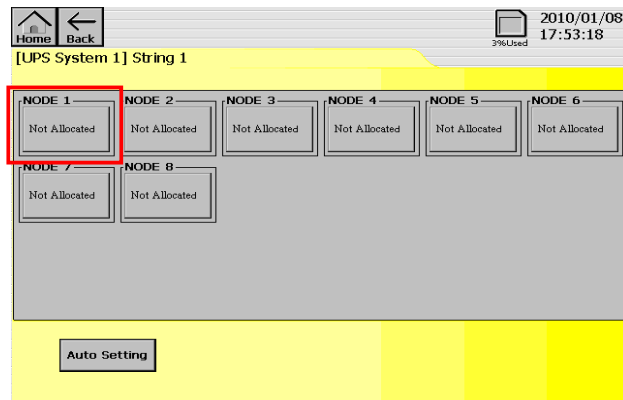 Home Back 3%Used 2010/01/08
17:53:18
[UPS System 1] String 1
NODE 1 NODE 2 NODE 3 NODE 4 NODE 5 NODE 6
Not Allocated Not Allocated Not Allocated Not Allocated Not Allocated Not Allocated
NODE 7 NODE 8
Not Allocated Not Allocated
Auto Setting